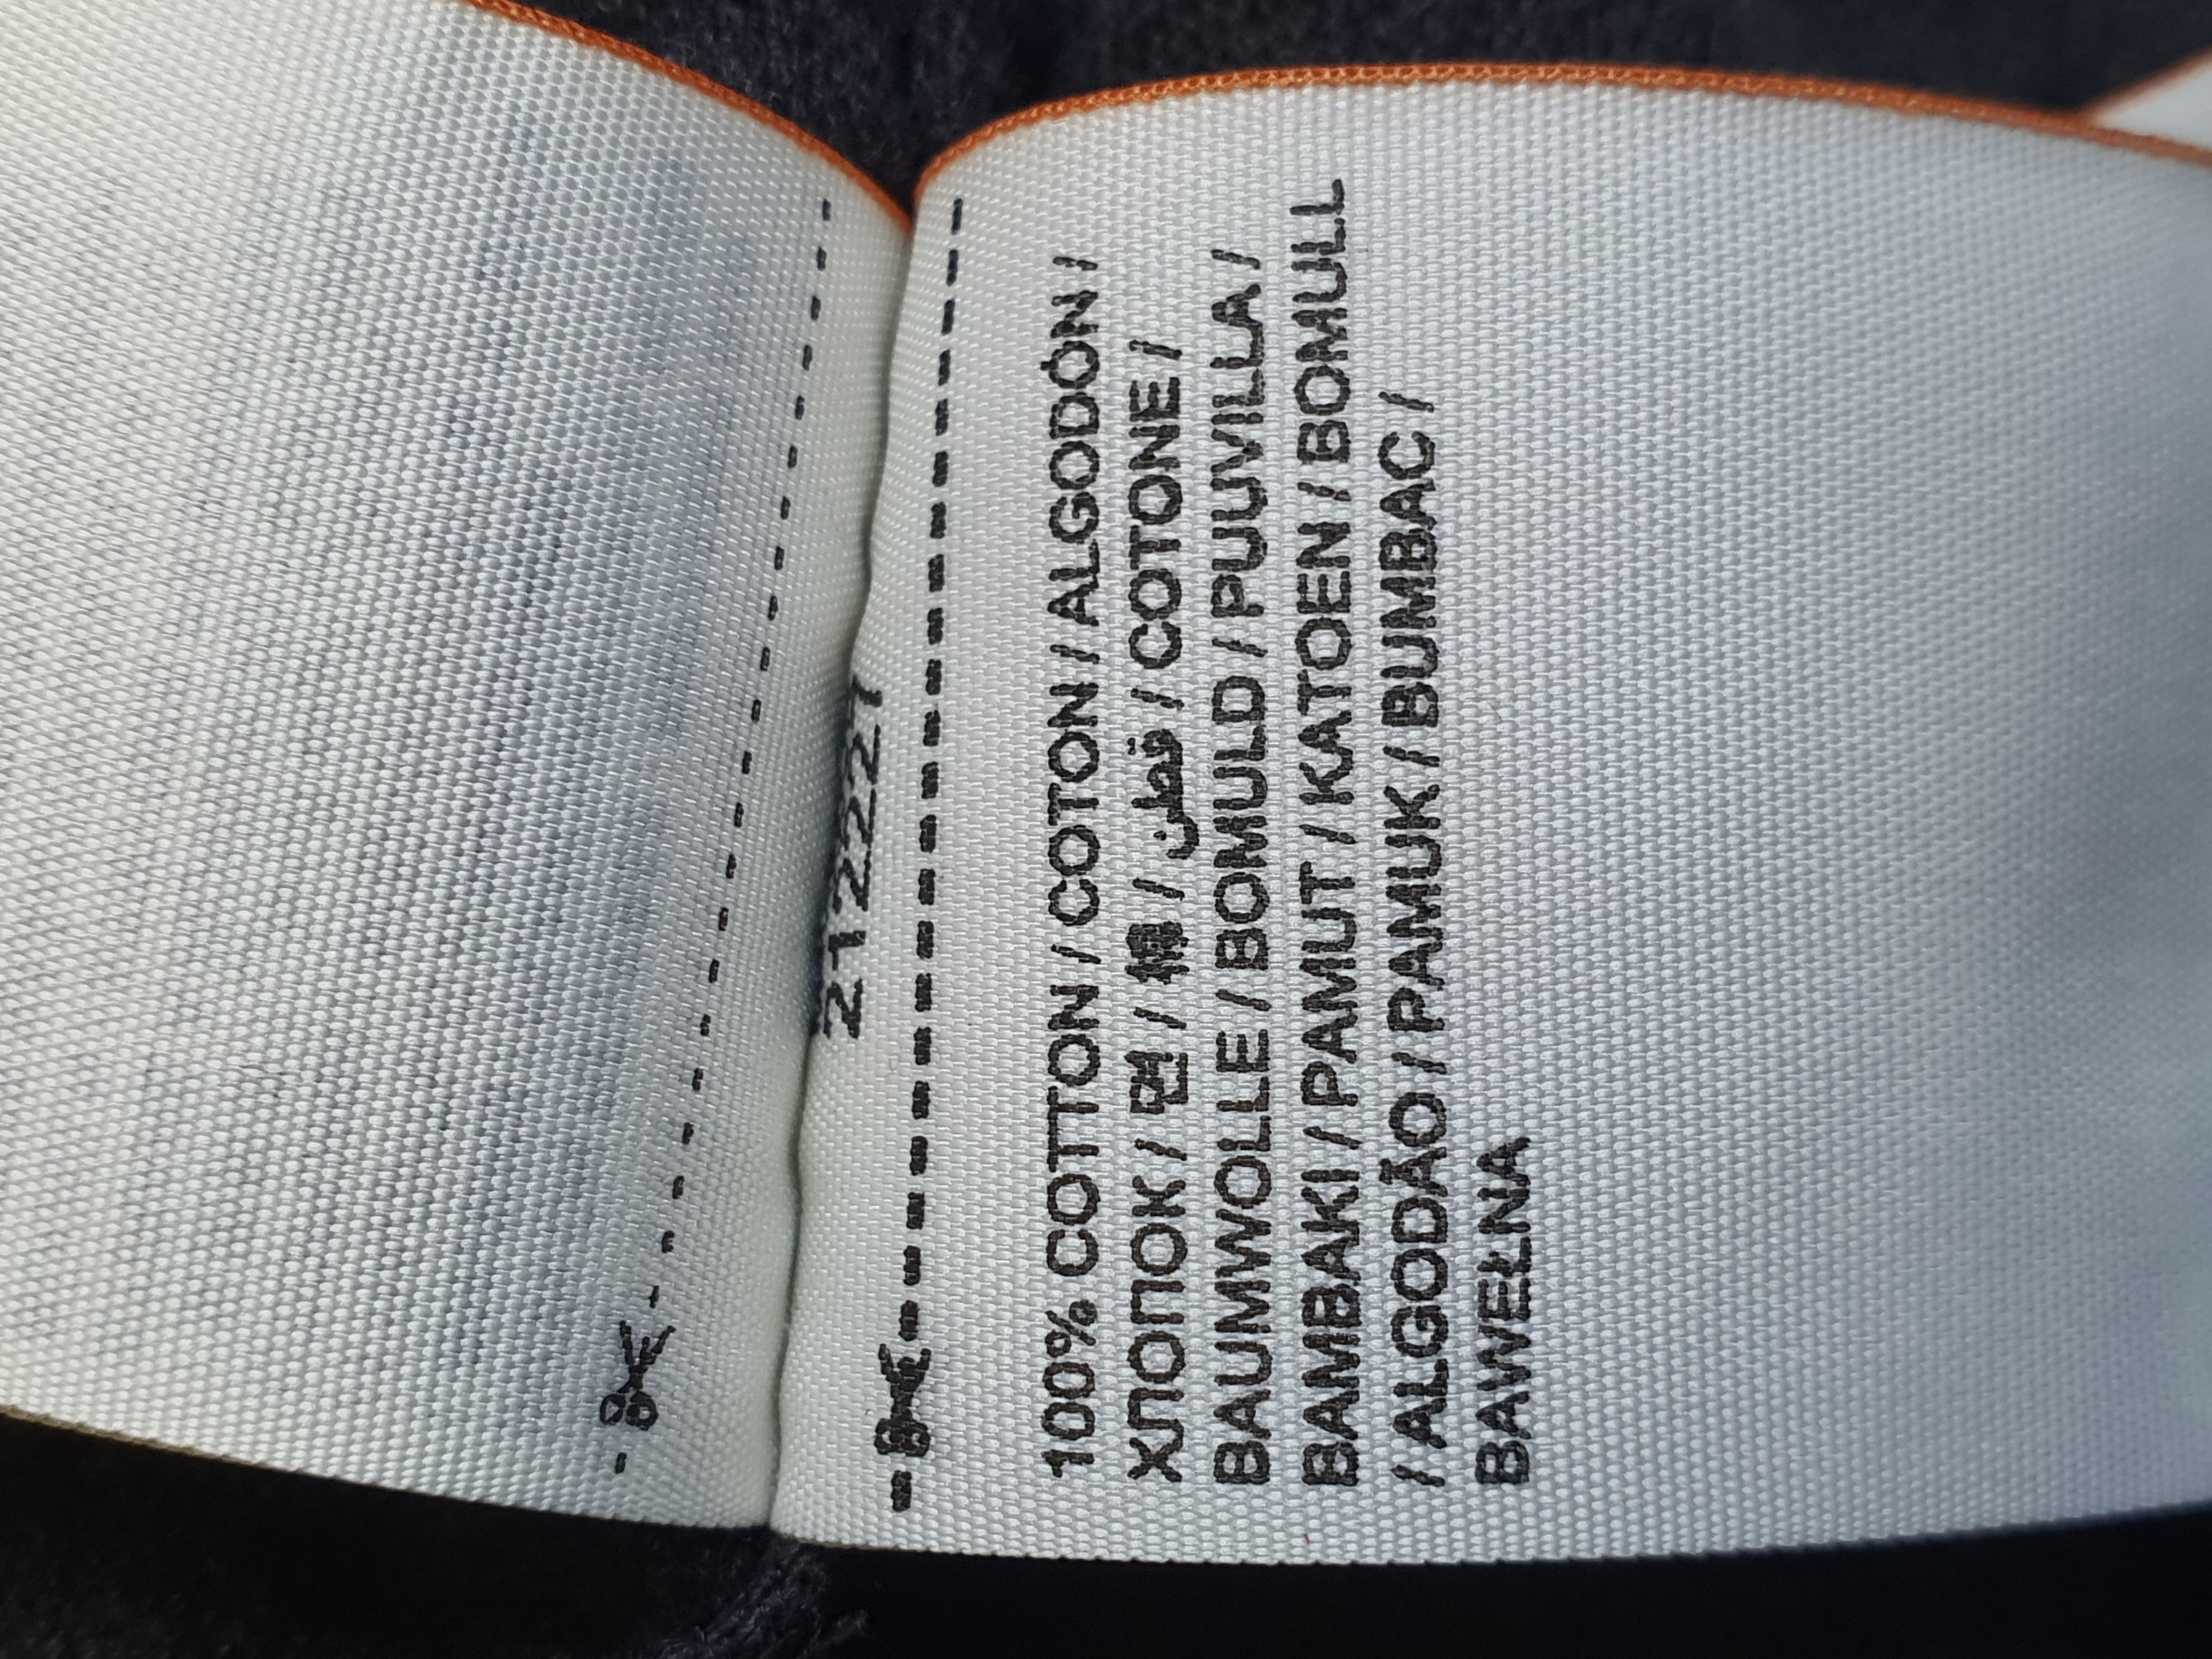 212221
100% COTTON / COTON / ALGODÓN /
ХЛОПОК / 면 / 棉 / قطن / COTONE /
BAUMWOLLE / BOMULD / PUUVILLA /
BAMBAKI / PAMUT / KATOEN / BOMULL
/ ALGODÃO / PAMUK / BUMBAC /
BAWEŁNA